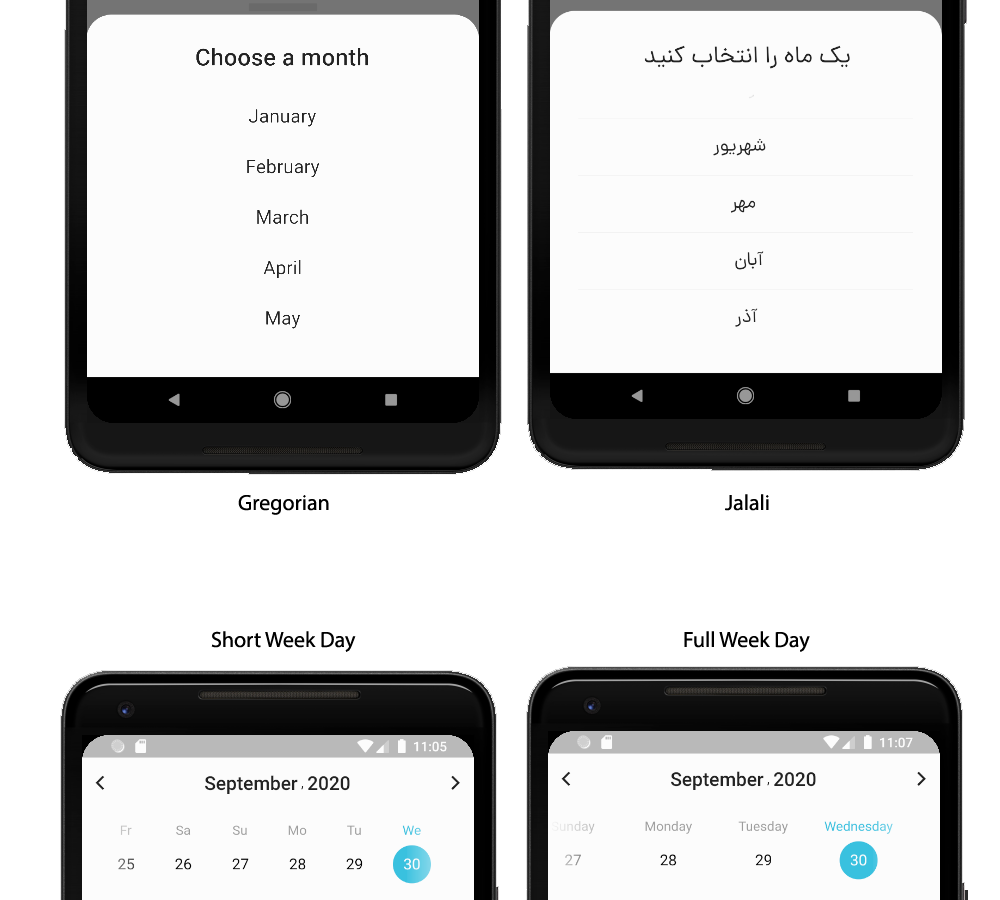 Choose a month
January
February
March
April
May
Gregorian
یک ماه را انتخاب کنید
شهریور
مهر
آبان
آذر
Jalali
Short Week Day
11:05
September , 2020
Fr Sa Su Mo Tu We
25 26 27 28 29 30
Full Week Day
11:07
September , 2020
Sunday Monday Tuesday Wednesday
27 28 29 30